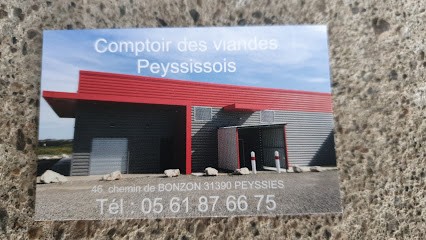 Comptoir des viandes
Peyssissois
46, chemin de BONZON 31390 PEYSSIES
Tél : 05 61 87 66 75